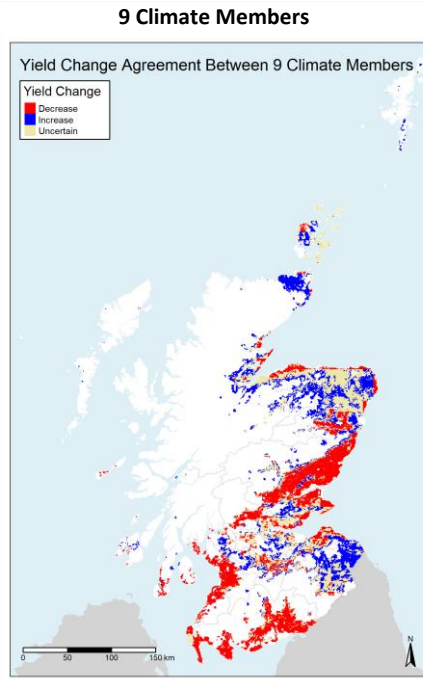 9 Climate Members
Yield Change Agreement Between 9 Climate Members
Yield Change
Decrease
Increase
Uncertain
N
0 50 100 150 km